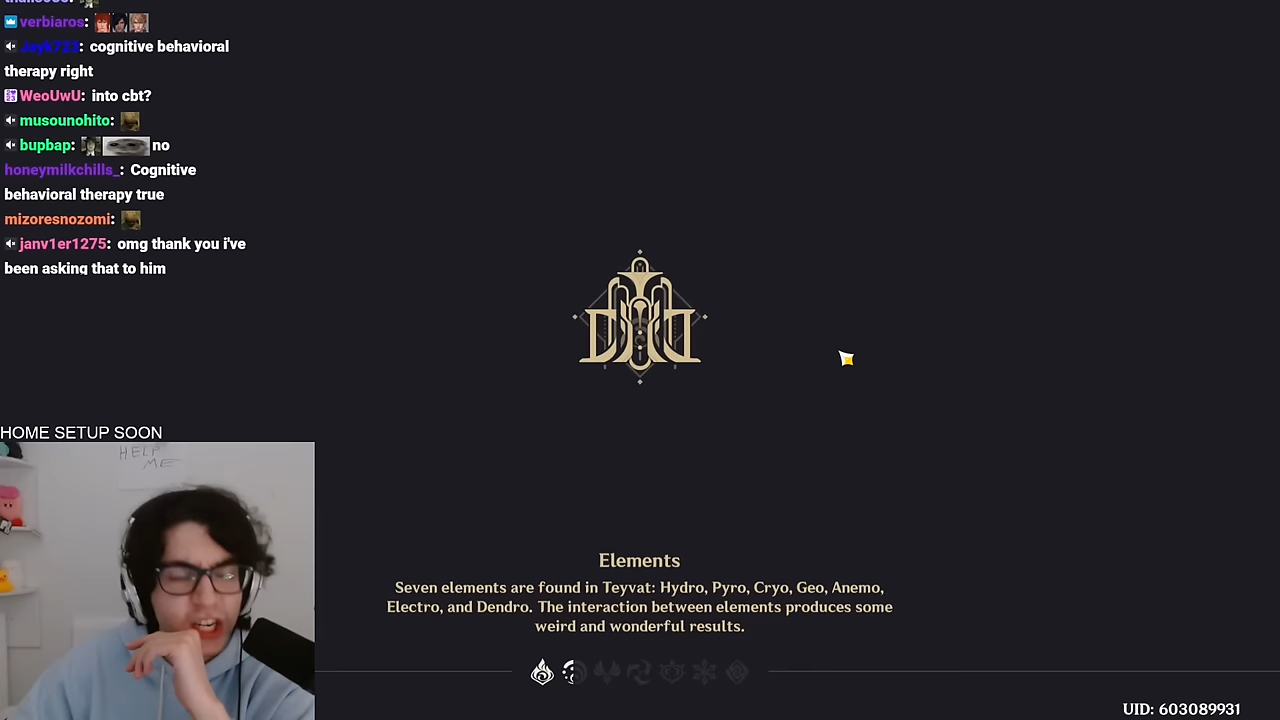 verbiaros:
Jayk723: cognitive behavioral
therapy right
WeoUwU: into cbt?
musounohito:
bupbap: no
honeymilkchills_: Cognitive
behavioral therapy true
mizoresnozomi:
janv1er1275: omg thank you i've
been asking that to him
HOME SETUP SOON
HELP
ME
Elements
Seven elements are found in Teyvat: Hydro, Pyro, Cryo, Geo, Anemo,
Electro, and Dendro. The interaction between elements produces some
weird and wonderful results.
UID: 603089931